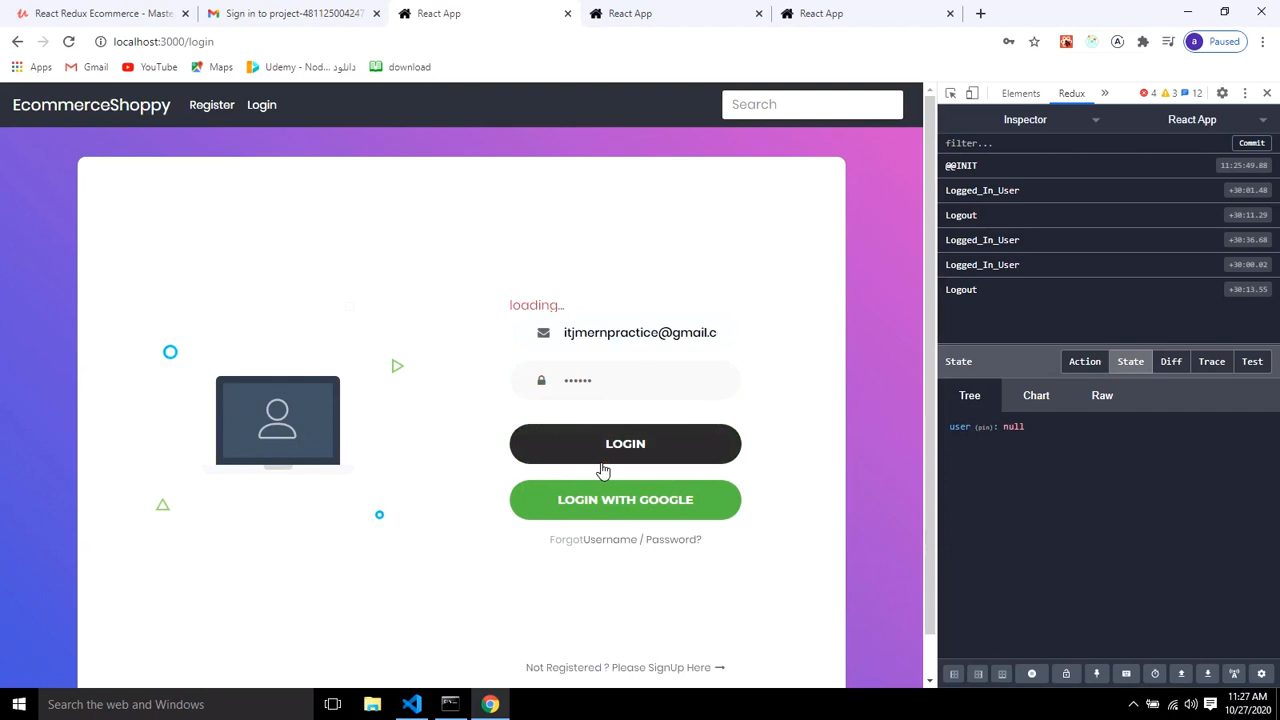 React Redux Ecommerce - Maste
Sign in to project-481125004247
React App
React App
React App
localhost:3000/login
a Paused
Apps
Gmail
YouTube
Maps
Udemy - Nod... دانلود
download
EcommerceShoppy
Register
Login
Search
loading...
itjmernpractice@gmail.c
••••••
LOGIN
LOGIN WITH GOOGLE
ForgotUsername / Password?
Not Registered ? Please SignUp Here →
Elements
Redux
4
3
12
Inspector
React App
filter...
Commit
@@INIT
11:25:49.88
Logged_In_User
+30:01.48
Logout
+30:11.29
Logged_In_User
+30:36.68
Logged_In_User
+30:00.02
Logout
+30:13.55
State
Action
State
Diff
Trace
Test
Tree
Chart
Raw
user (pin): null
Search the web and Windows
11:27 AM
10/27/2020